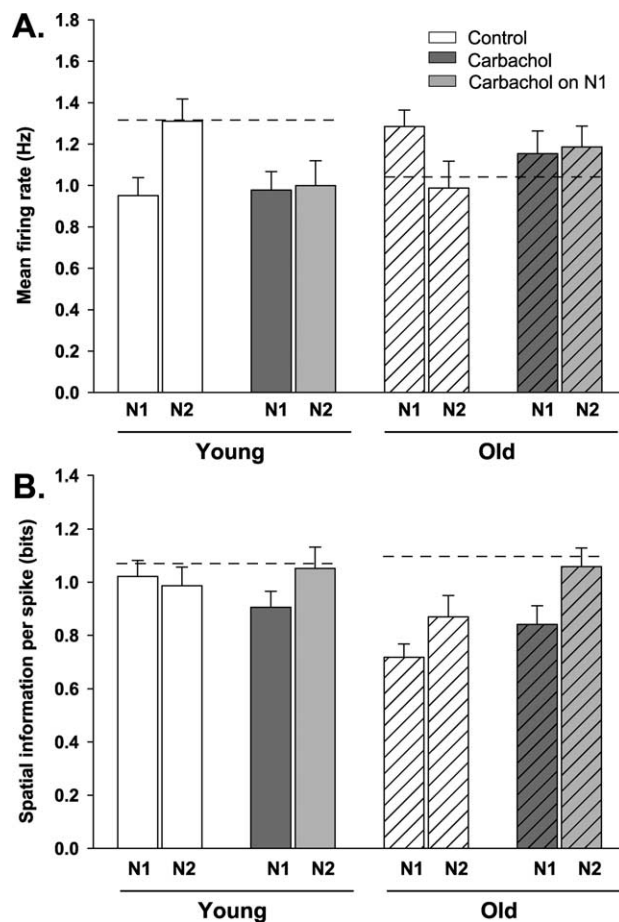 A.
Mean firing rate (Hz)
1.8
1.6
1.4
1.2
1.0
0.8
0.6
0.4
0.2
0.0
Control
Carbachol
Carbachol on N1
N1 N2 N1 N2 N1 N2 N1 N2
Young Old
B.
Spatial information per spike (bits)
1.4
1.2
1.0
0.8
0.6
0.4
0.2
0.0
N1 N2 N1 N2 N1 N2 N1 N2
Young Old